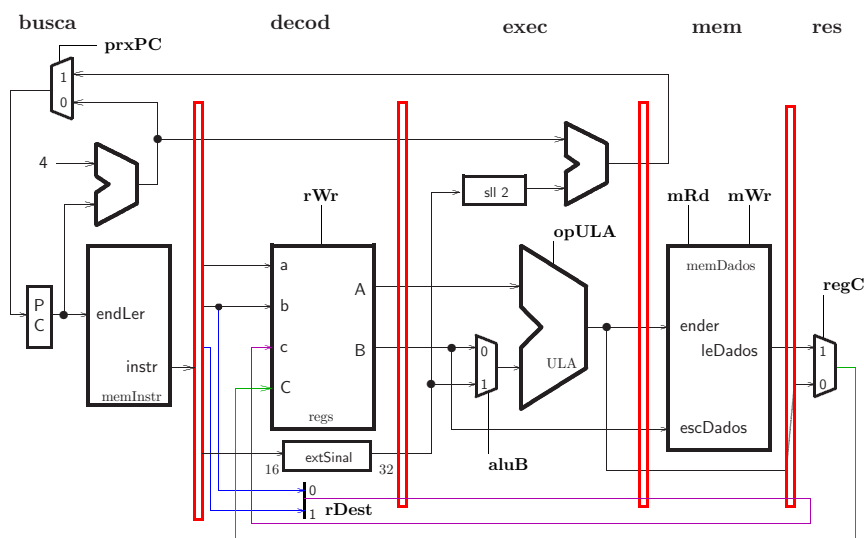 busca
decod
exec
mem
res
prxPC
1
0
4
sll 2
rWr
mRd
mWr
opULA
a
b
c
C
A
B
regs
memDados
regC
P
C
endLer
instr
memInstr
0
1
ULA
ender
leDados
escDados
1
0
extSinal
16
32
aluB
0
1
rDest